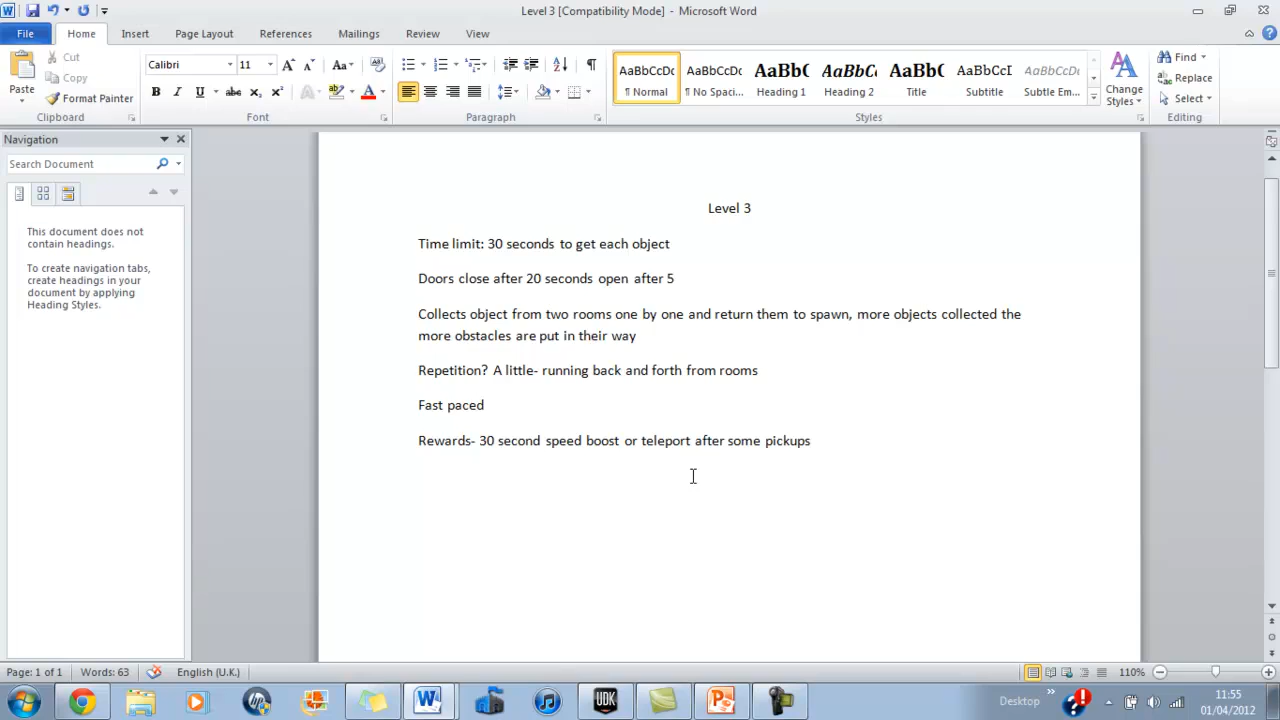 Level 3 [Compatibility Mode] - Microsoft Word
File Home Insert Page Layout References Mailings Review View
Paste
Cut
Copy
Format Painter
Clipboard
Calibri 11
Font
Paragraph
AaBbCcDc AaBbCcDc AaBbC AaBbCc AaBbC AaBbCcI AaBbCcDc
¶ Normal ¶ No Spaci... Heading 1 Heading 2 Title Subtitle Subtle Em...
Styles
Change Styles
Find
Replace
Select
Editing
Navigation
Search Document
This document does not
contain headings.
To create navigation tabs,
create headings in your
document by applying
Heading Styles.
Level 3
Time limit: 30 seconds to get each object
Doors close after 20 seconds open after 5
Collects object from two rooms one by one and return them to spawn, more objects collected the
more obstacles are put in their way
Repetition? A little- running back and forth from rooms
Fast paced
Rewards- 30 second speed boost or teleport after some pickups
Page: 1 of 1 Words: 63 English (U.K.) 110%
UDK
Desktop
11:55
01/04/2012